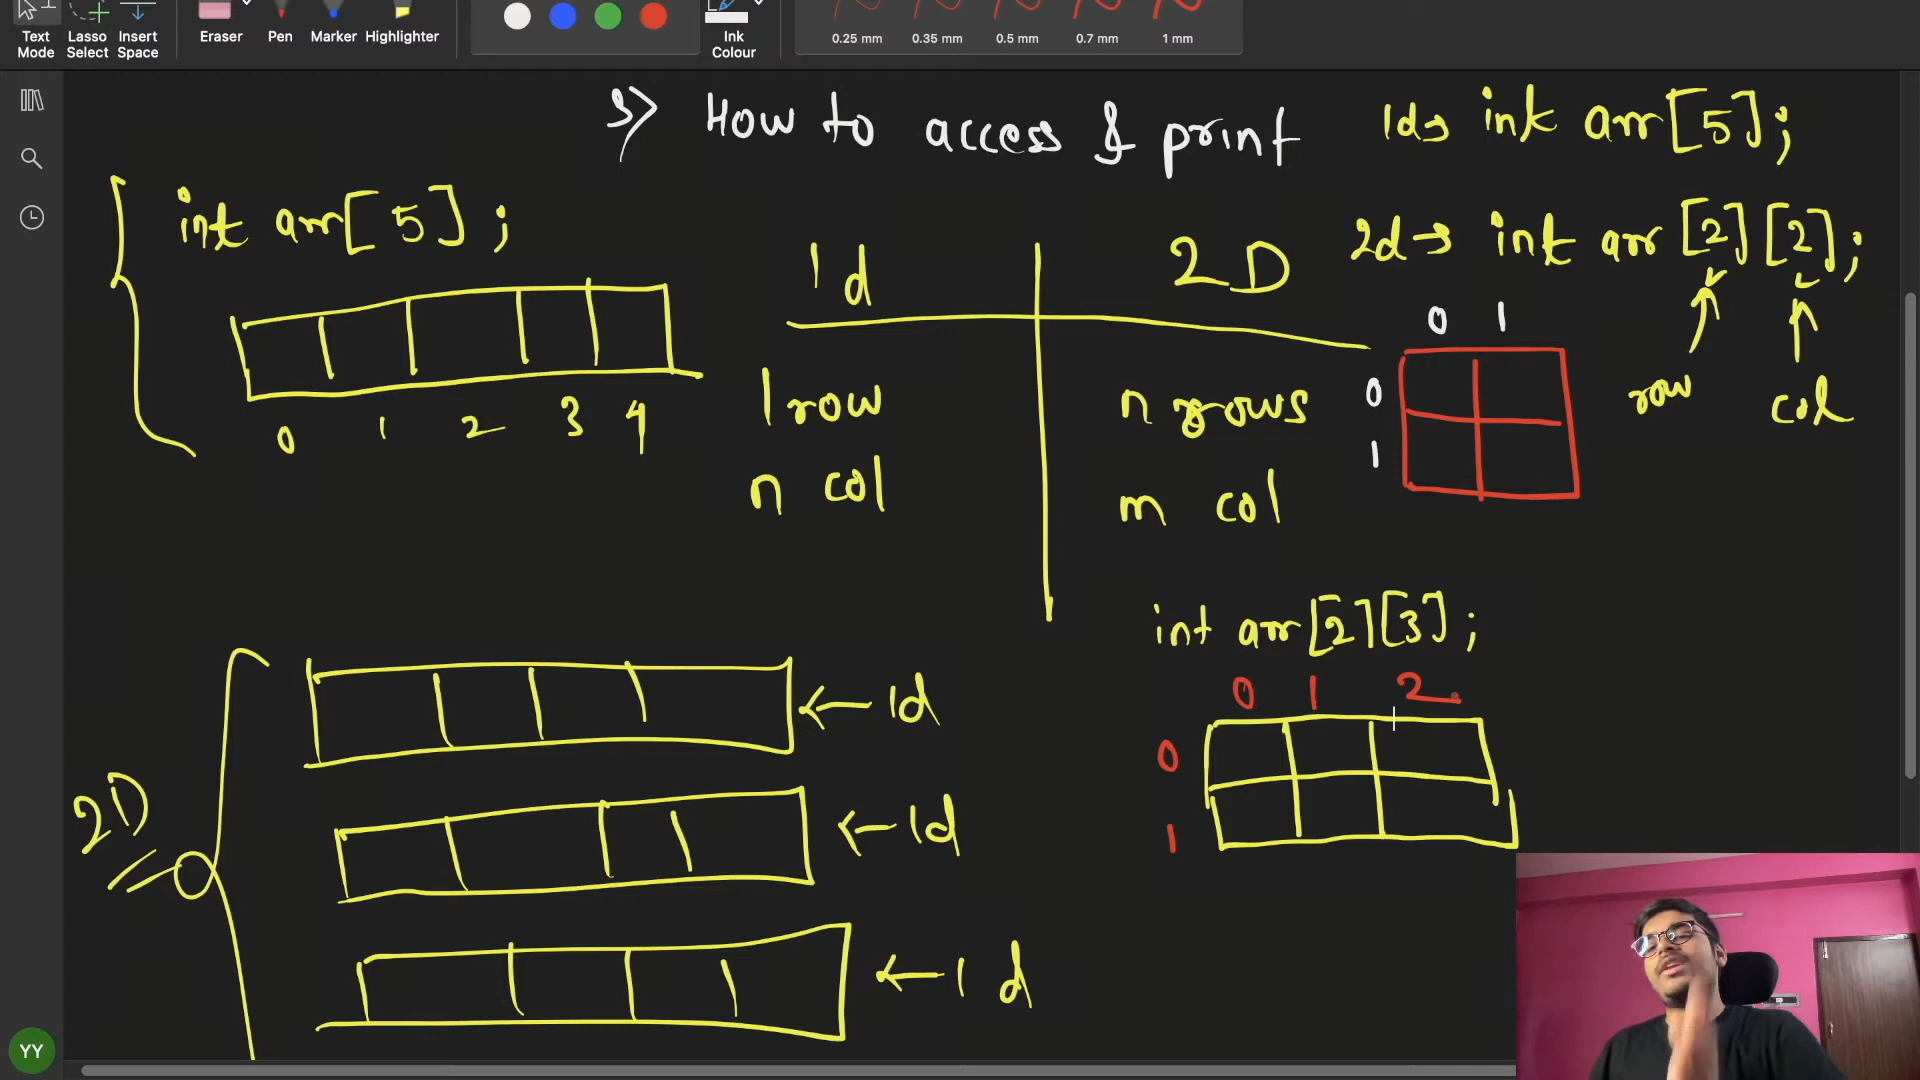 Text Mode
Lasso Select
Insert Space
Eraser
Pen
Marker
Highlighter
Ink Colour
0.25 mm
0.35 mm
0.5 mm
0.7 mm
1 mm
How to access & print
1d→ int arr[5];
int arr[5];
2d→ int arr[2][2];
row
col
0 1
0
1
0 1 2 3 4
1d
2D
1 row
n rows
n col
m col
int arr[2][3];
0 1 2
0
1
2D
←1d
←1d
←1d
YY